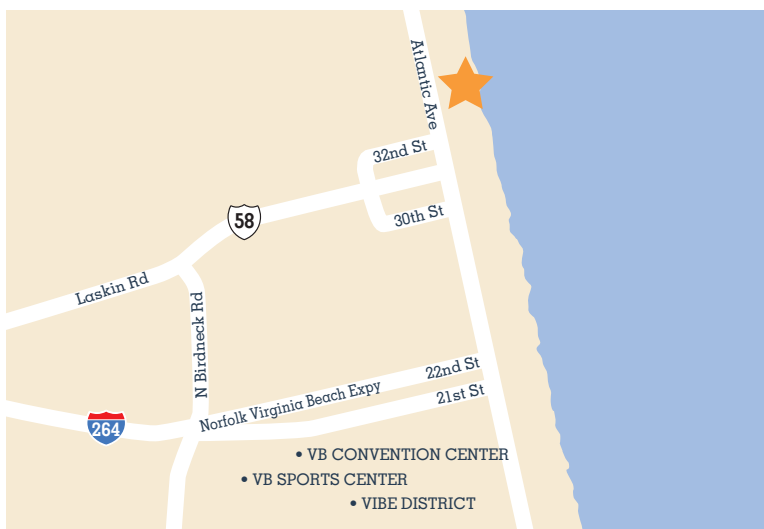 Atlantic Ave
32nd St
58
30th St
Laskin Rd
N Birdneck Rd
22nd St
Norfolk Virginia Beach Expy
21st St
264
• VB CONVENTION CENTER
• VB SPORTS CENTER
• VIBE DISTRICT